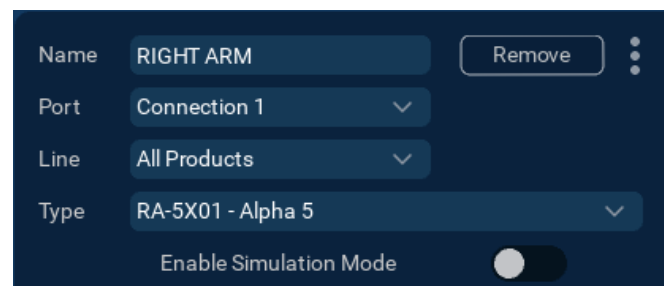 Name RIGHT ARM Remove
Port Connection 1
Line All Products
Type RA-5X01 - Alpha 5
Enable Simulation Mode